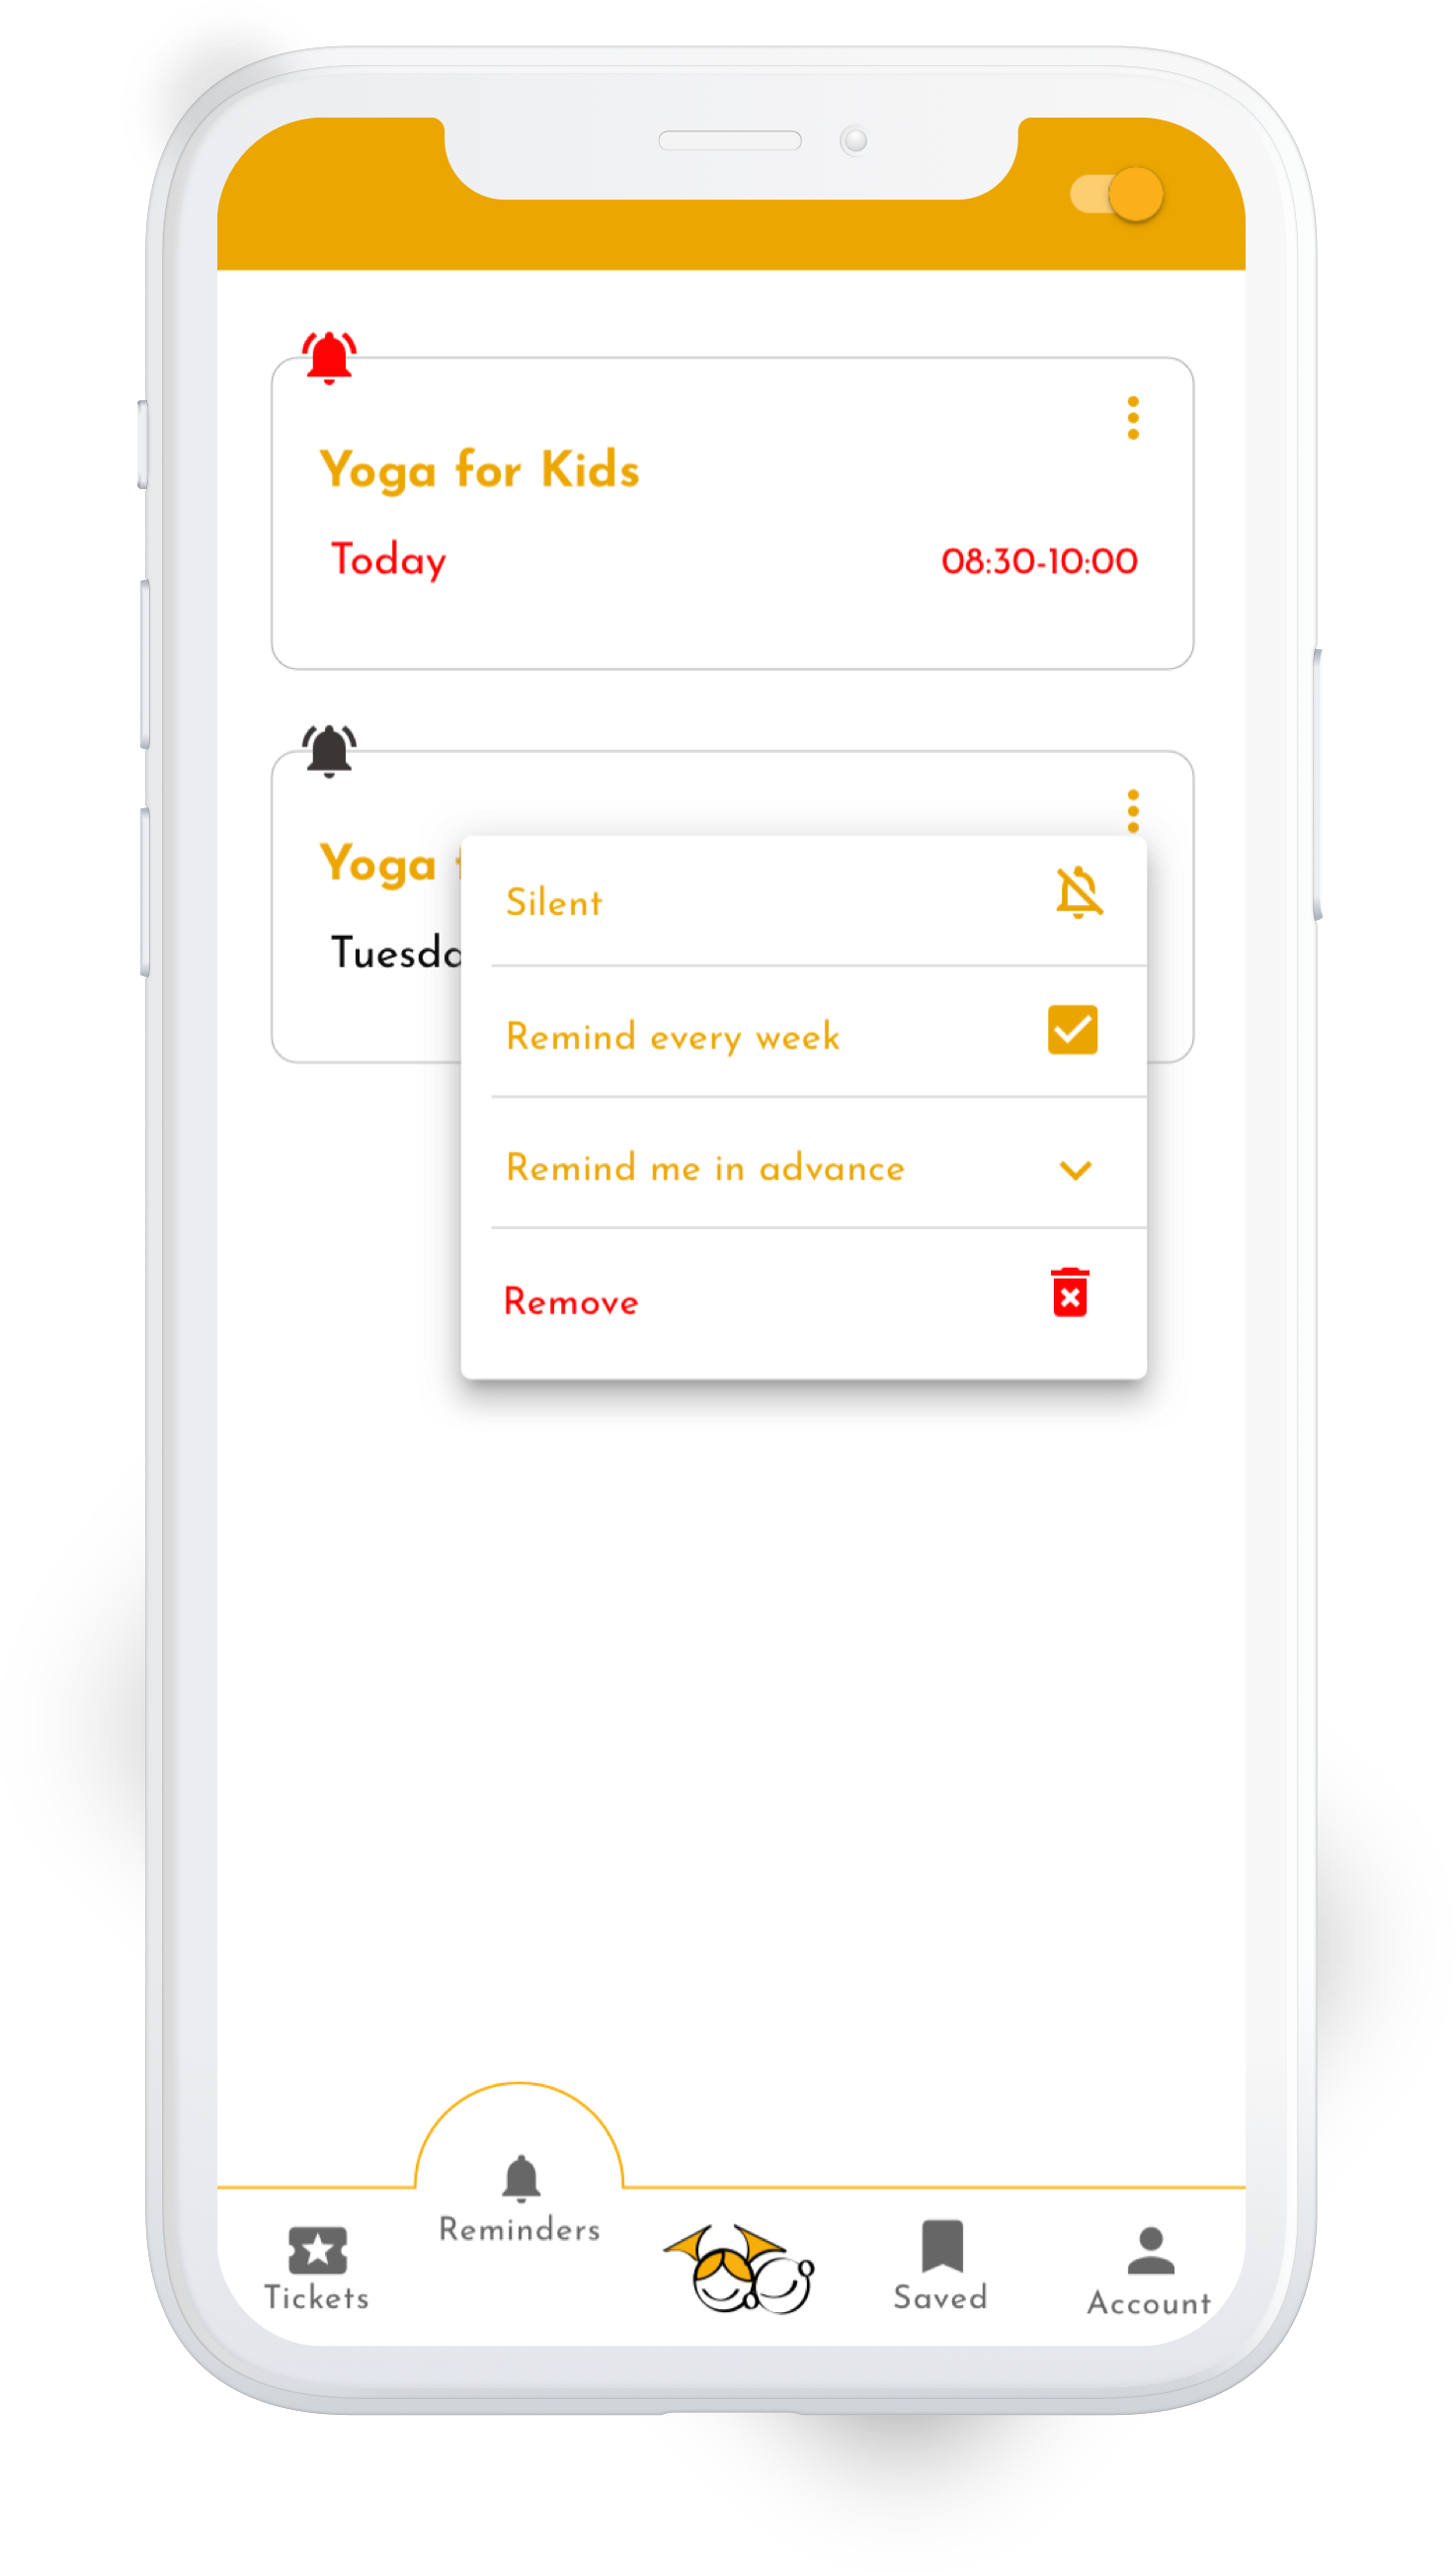 Yoga for Kids
Today 08:30-10:00
Yoga
Silent
Remind every week
Remind me in advance
Remove
Reminders
Tickets
Saved
Account